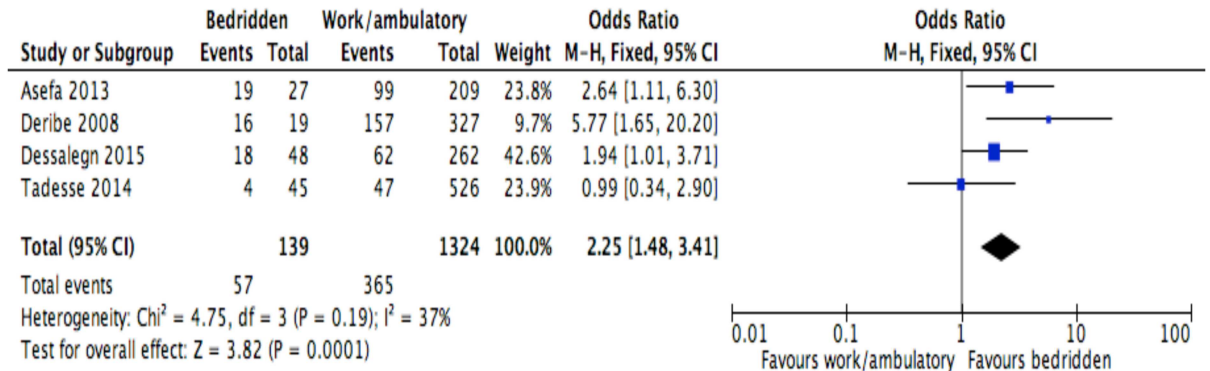 Bedridden Work/ambulatory Odds Ratio Odds Ratio
Study or Subgroup Events Total Events Total Weight M-H, Fixed, 95% CI M-H, Fixed, 95% CI
Asefa 2013 19 27 99 209 23.8% 2.64 [1.11, 6.30]
Deribe 2008 16 19 157 327 9.7% 5.77 [1.65, 20.20]
Dessalegn 2015 18 48 62 262 42.6% 1.94 [1.01, 3.71]
Tadesse 2014 4 45 47 526 23.9% 0.99 [0.34, 2.90]
Total (95% CI) 139 1324 100.0% 2.25 [1.48, 3.41]
Total events 57 365
Heterogeneity: Chi² = 4.75, df = 3 (P = 0.19); I² = 37%
Test for overall effect: Z = 3.82 (P = 0.0001)
0.01 0.1 1 10 100
Favours work/ambulatory Favours bedridden